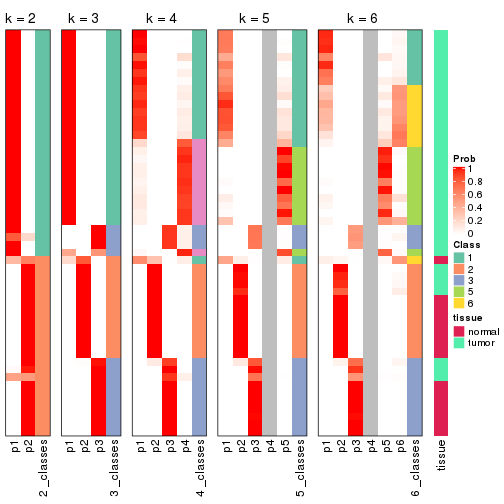 k = 2 k = 3 k = 4 k = 5 k = 6
Prob
1
0.8
0.6
0.4
0.2
0
Class
1
2
3
5
6
tissue
normal
tumor
p1 p2 2_classes p1 p2 p3 3_classes p1 p2 p3 p4 4_classes p1 p2 p3 p4 p5 5_classes p1 p2 p3 p4 p5 p6 6_classes tissue